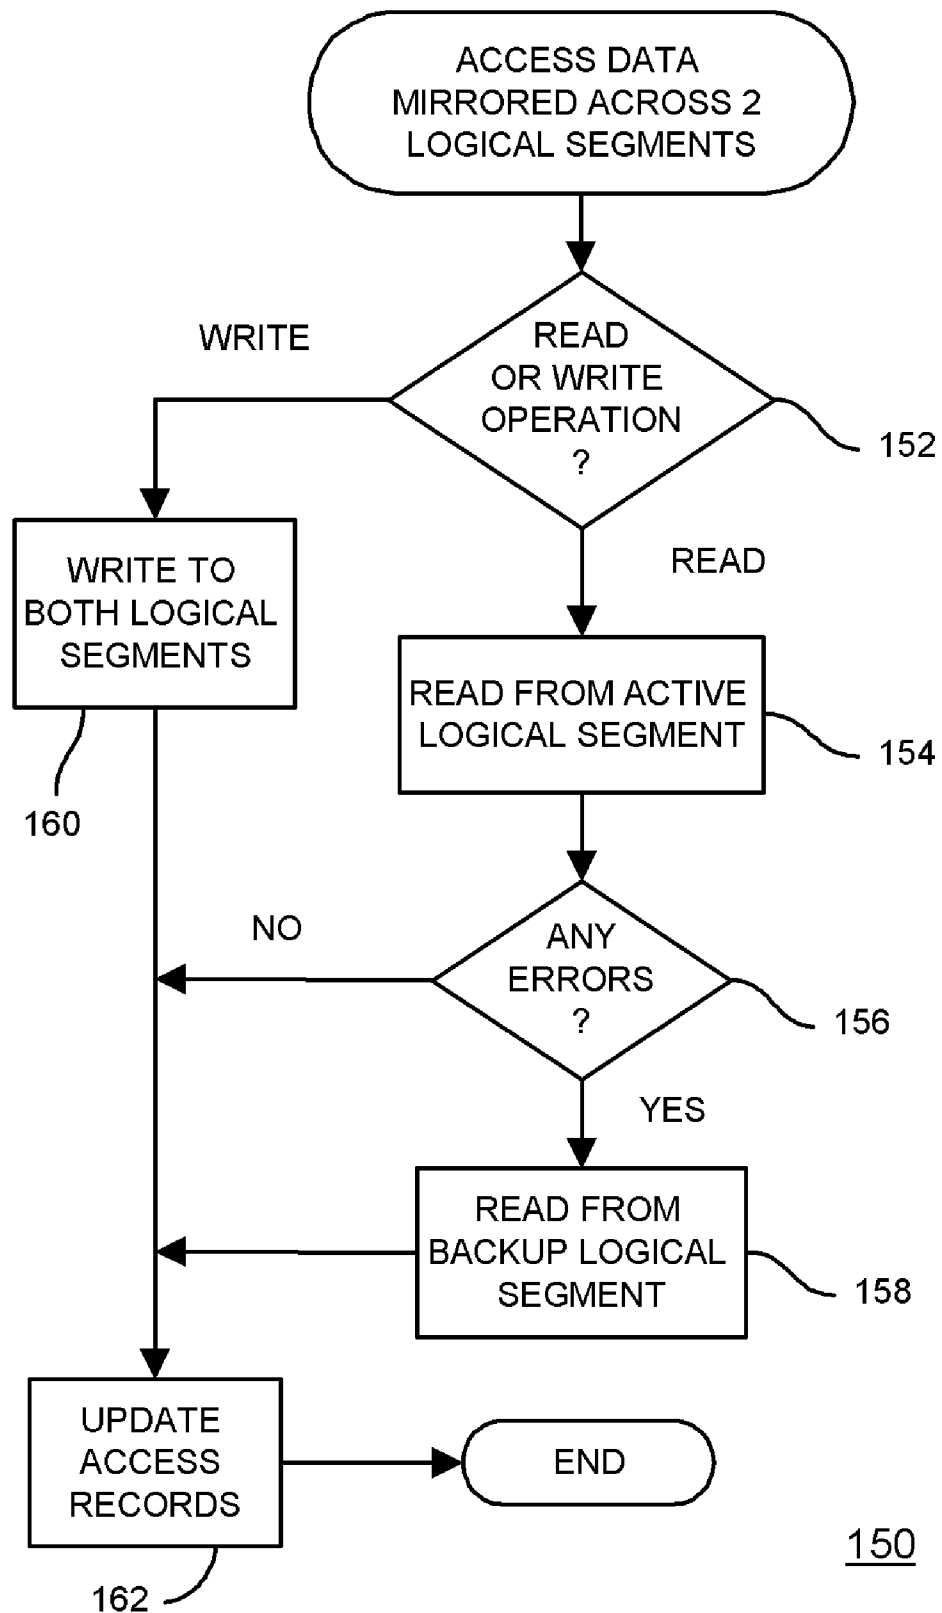 ACCESS DATA
MIRRORED ACROSS 2
LOGICAL SEGMENTS
WRITE
READ
OR WRITE
OPERATION
?
152
READ
WRITE TO
BOTH LOGICAL
SEGMENTS
160
READ FROM ACTIVE
LOGICAL SEGMENT
154
NO
ANY
ERRORS
?
156
YES
READ FROM
BACKUP LOGICAL
SEGMENT
158
UPDATE
ACCESS
RECORDS
162
END
150